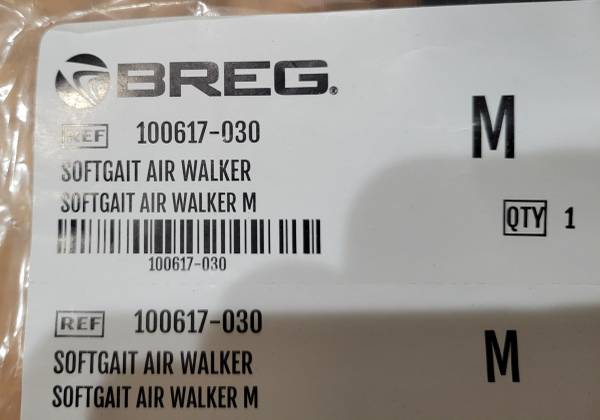 BREG®
REF 100617-030
M
SOFTGAIT AIR WALKER
SOFTGAIT AIR WALKER M
QTY 1
100617-030
REF 100617-030
M
SOFTGAIT AIR WALKER
SOFTGAIT AIR WALKER M